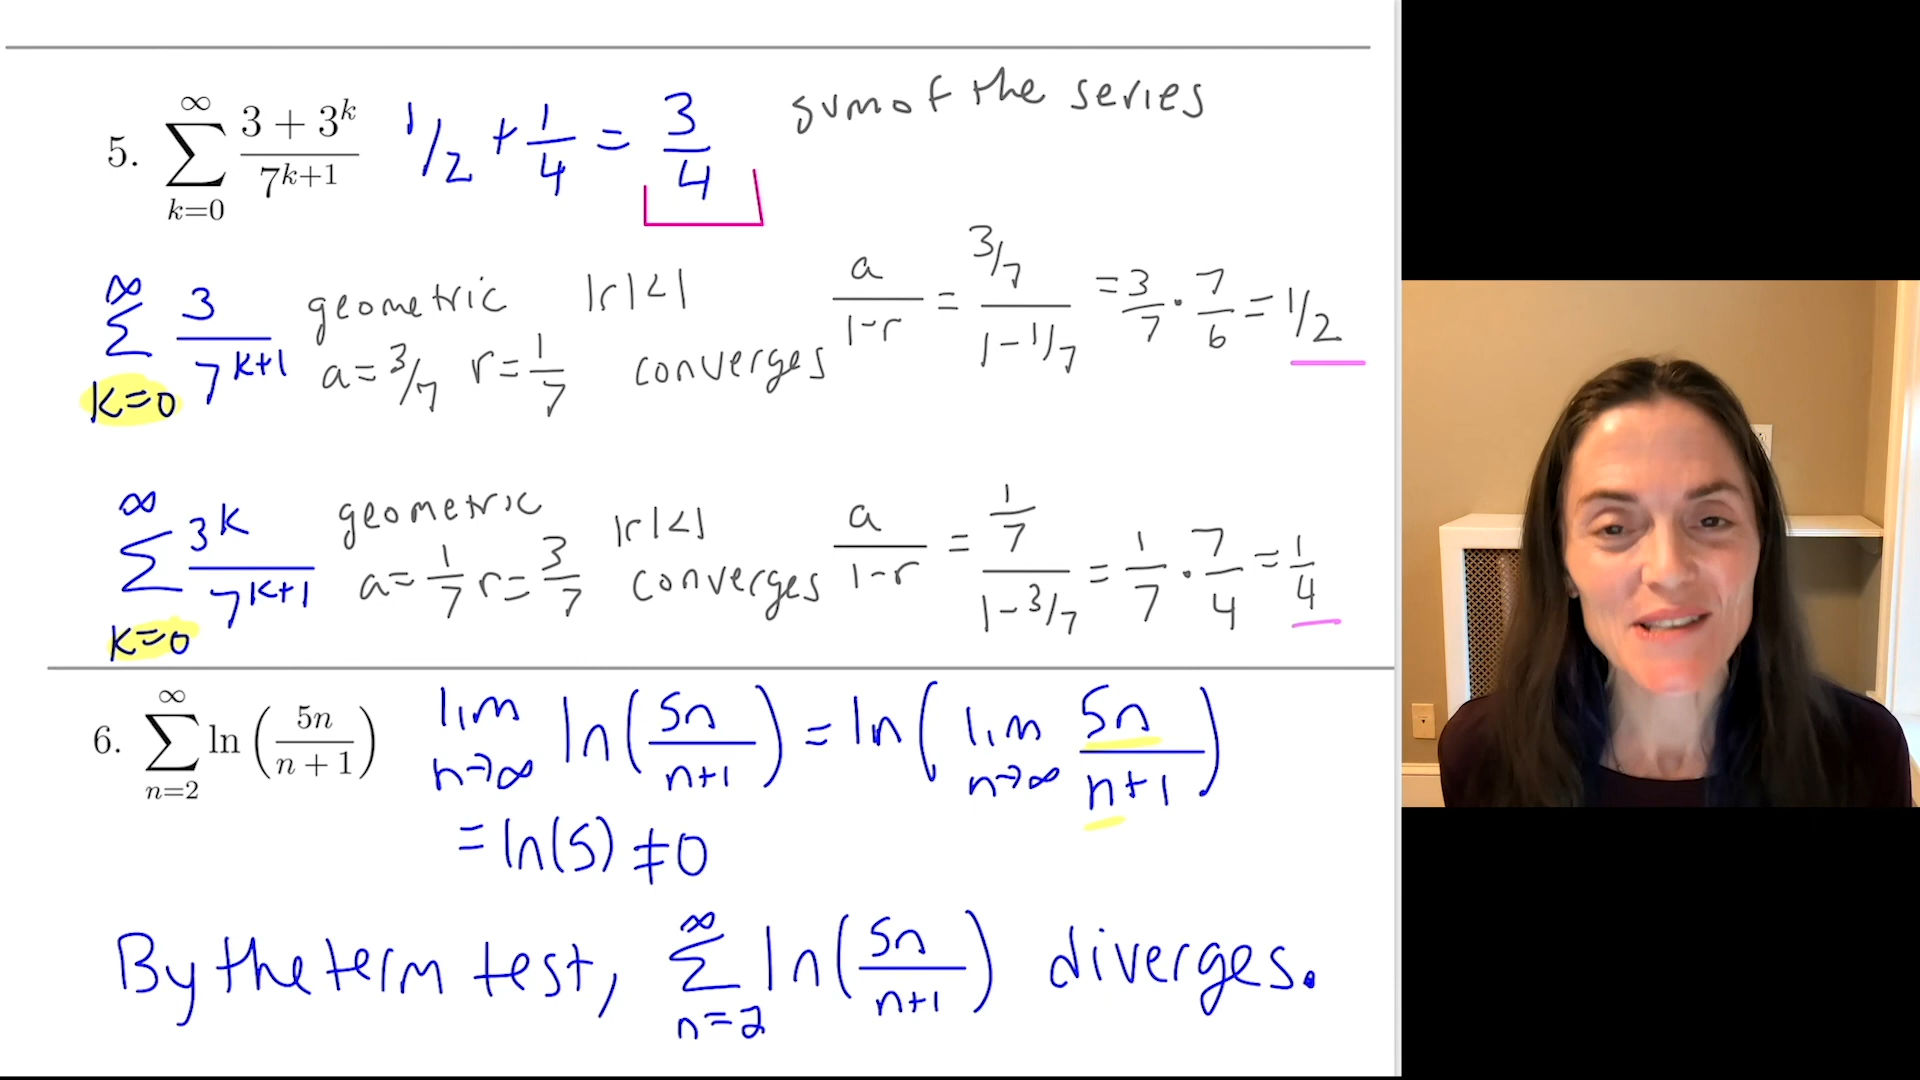 5. ∑_{k=0}^{∞} (3 + 3^k)/(7^{k+1}) 1/2 + 1/4 = 3/4 sum of the series
∑_{k=0}^{∞} 3/(7^{k+1}) geometric |r|<1 a/(1-r) = (3/7)/(1-1/7) = 3/7 · 7/6 = 1/2
a = 3/7 r = 1/7 converges
∑_{k=0}^{∞} 3^k/(7^{k+1}) geometric |r|<1 a/(1-r) = (1/7)/(1-3/7) = 1/7 · 7/4 = 1/4
a = 1/7 r = 3/7 converges
6. ∑_{n=2}^{∞} ln(5n/(n+1)) lim_{n→∞} ln(5n/(n+1)) = ln(lim_{n→∞} 5n/(n+1))
= ln(5) ≠ 0
By the term test, ∑_{n=2}^{∞} ln(5n/(n+1)) diverges.